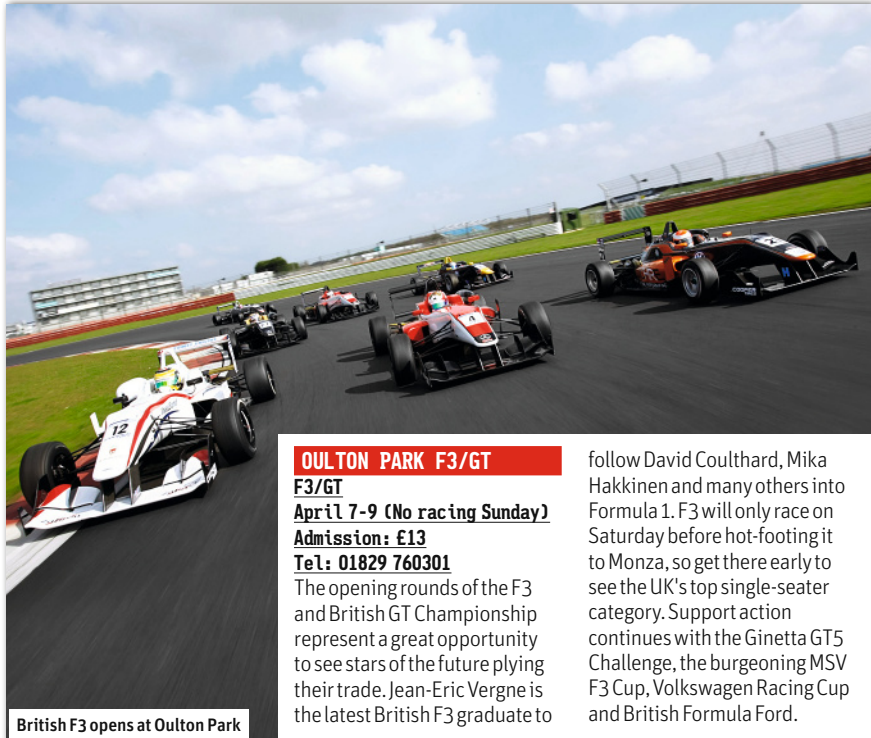 12
4
2
H
OULTON PARK F3/GT
F3/GT
April 7-9 (No racing Sunday)
Admission: £13
Tel: 01829 760301
The opening rounds of the F3
and British GT Championship
represent a great opportunity
to see stars of the future plying
their trade. Jean-Eric Vergne is
the latest British F3 graduate to
follow David Coulthard, Mika
Hakkinen and many others into
Formula 1. F3 will only race on
Saturday before hot-footing it
to Monza, so get there early to
see the UK's top single-seater
category. Support action
continues with the Ginetta GT5
Challenge, the burgeoning MSV
F3 Cup, Volkswagen Racing Cup
and British Formula Ford.
British F3 opens at Oulton Park